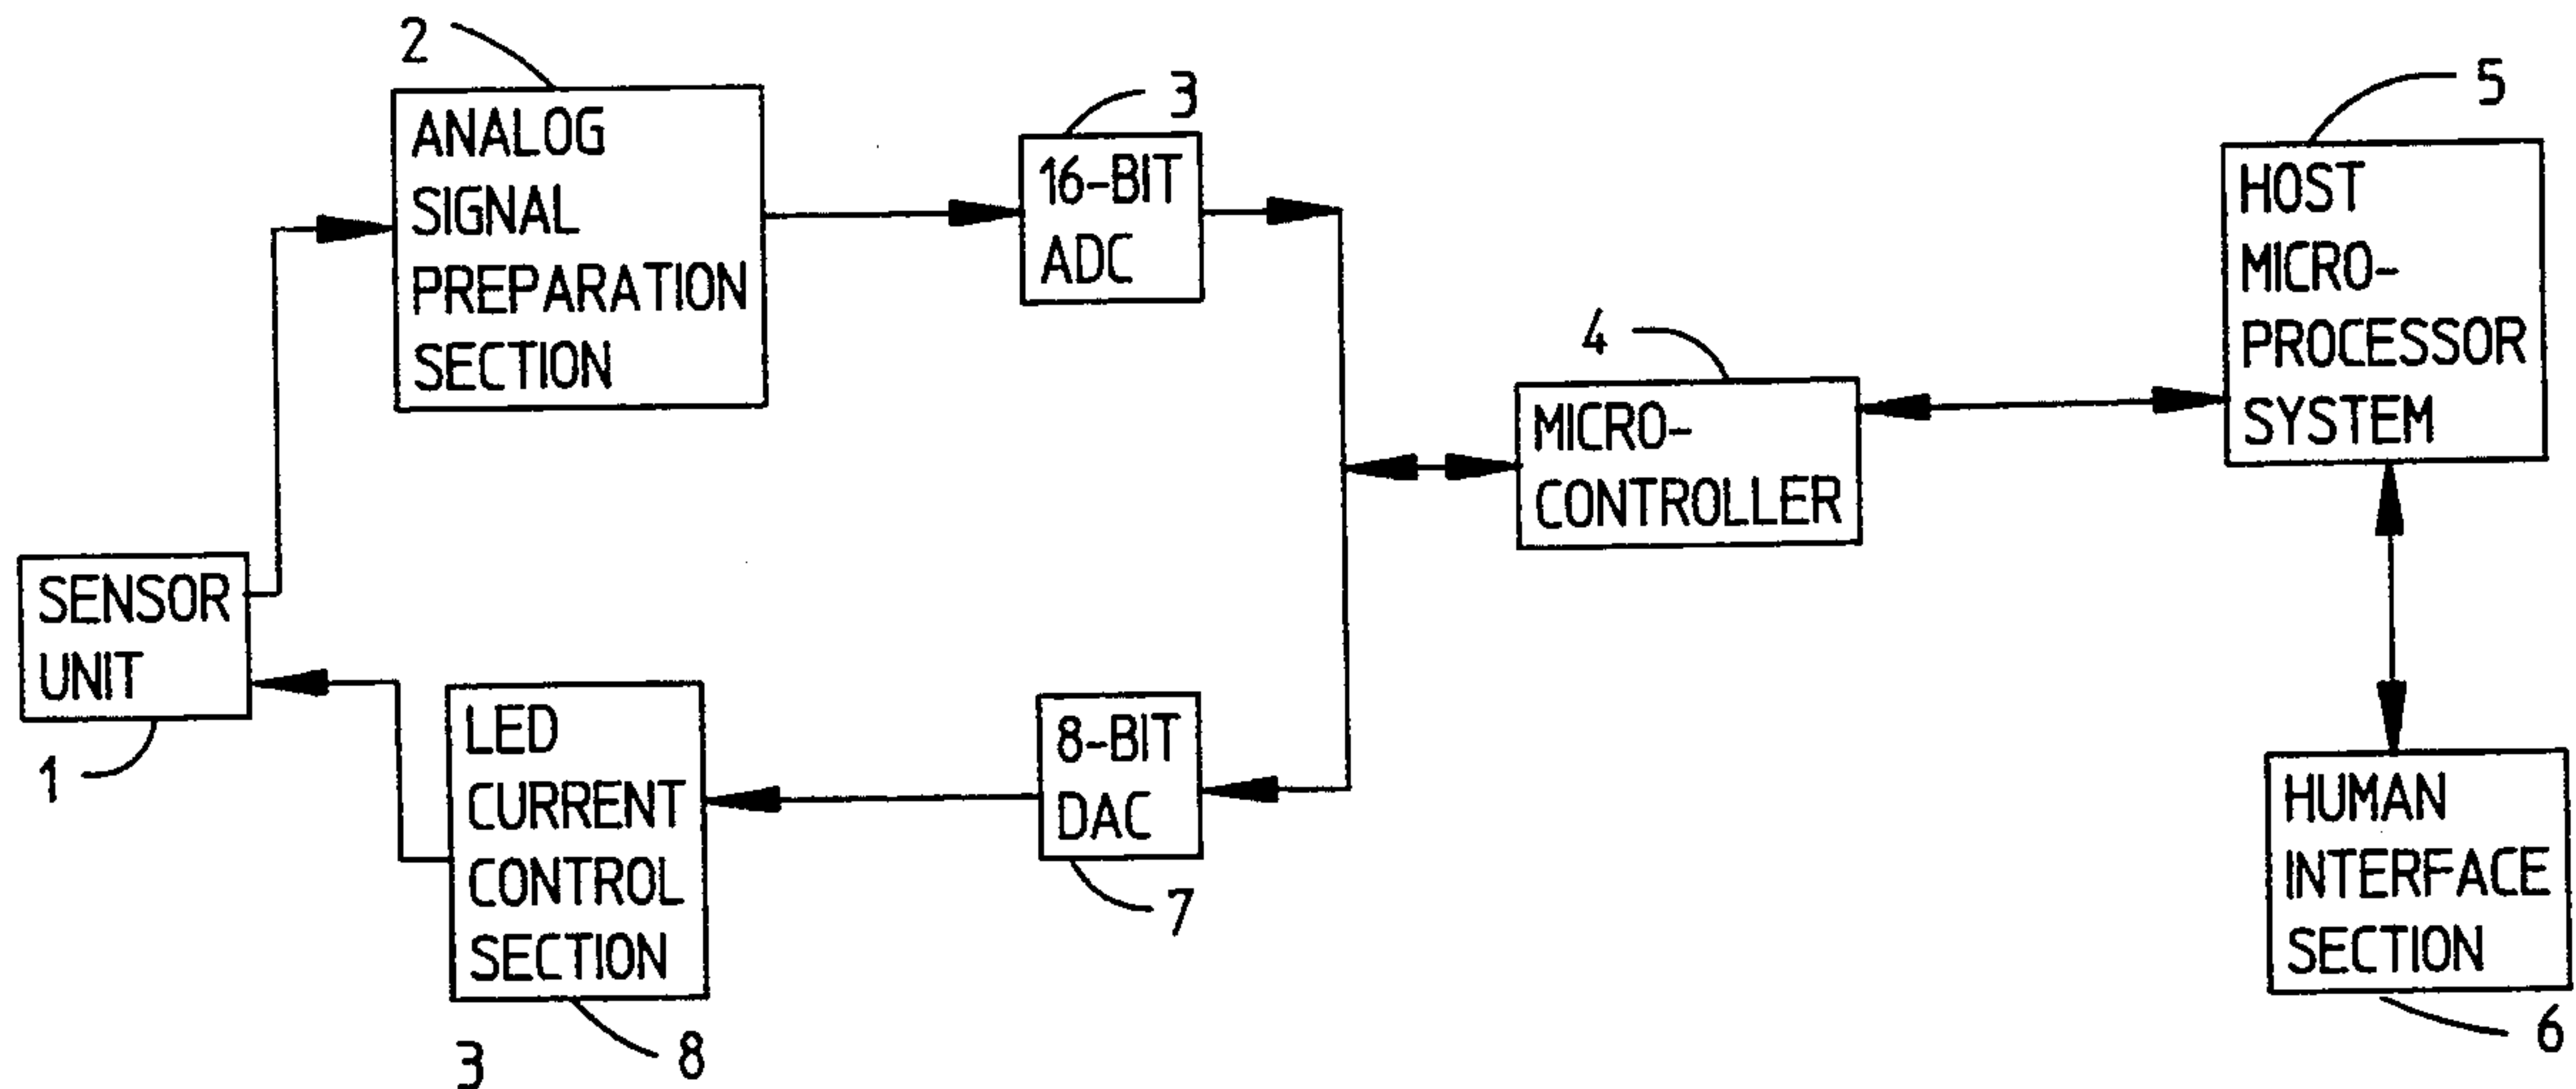 2
ANALOG
SIGNAL
PREPARATION
SECTION
3
16-BIT
ADC
4
MICRO-
CONTROLLER
5
HOST
MICRO-
PROCESSOR
SYSTEM
SENSOR
UNIT
1
LED
CURRENT
CONTROL
SECTION
8
3
8-BIT
DAC
7
HUMAN
INTERFACE
SECTION
6